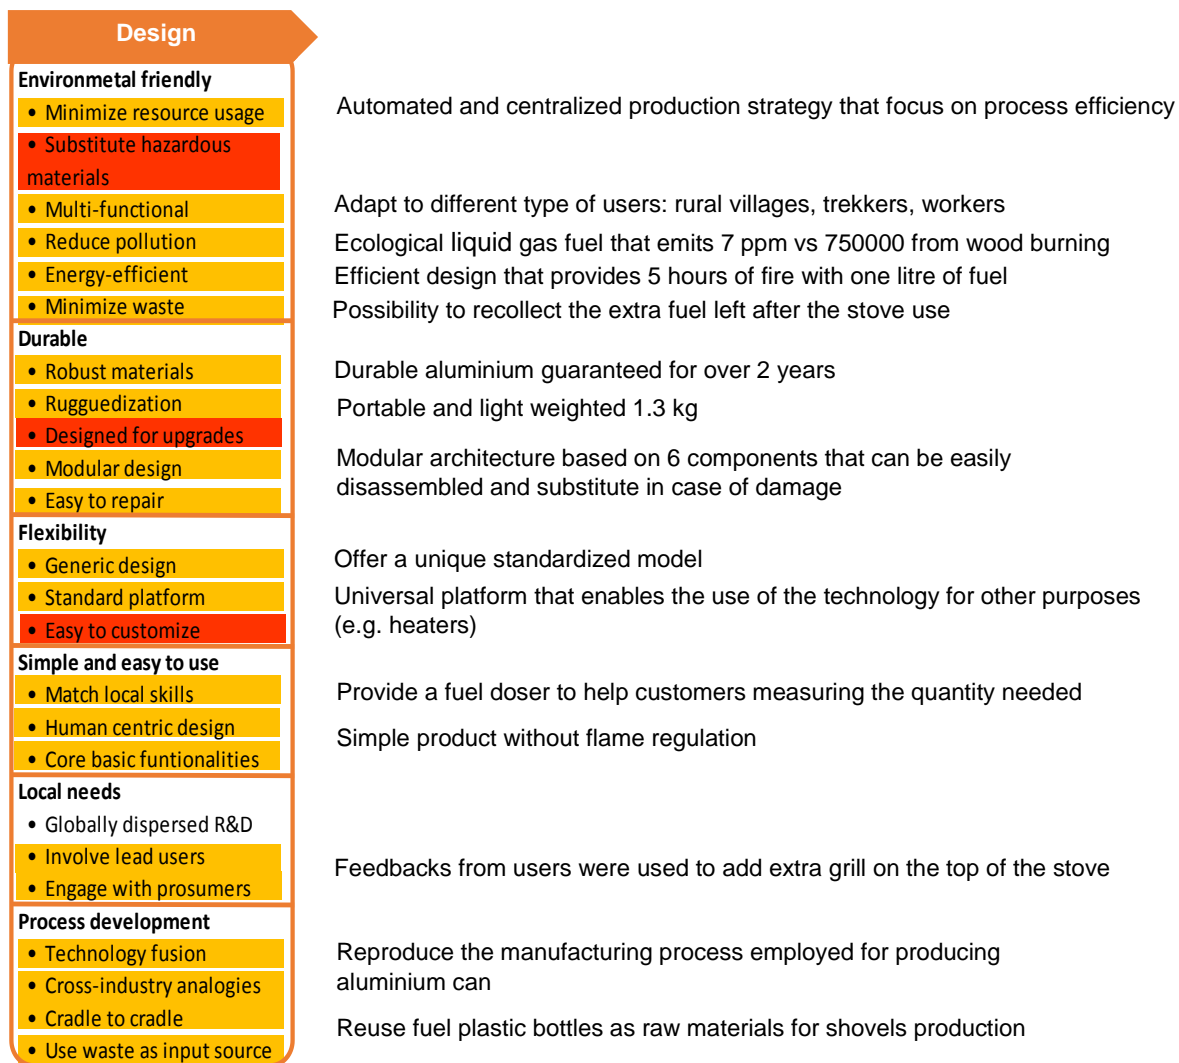 Design
Environmetal friendly
• Minimize resource usage
Automated and centralized production strategy that focus on process efficiency
• Substitute hazardous
materials
• Multi-functional
Adapt to different type of users: rural villages, trekkers, workers
• Reduce pollution
Ecological liquid gas fuel that emits 7 ppm vs 750000 from wood burning
• Energy-efficient
Efficient design that provides 5 hours of fire with one litre of fuel
• Minimize waste
Possibility to recollect the extra fuel left after the stove use
Durable
• Robust materials
Durable aluminium guaranteed for over 2 years
• Rugguedization
Portable and light weighted 1.3 kg
• Designed for upgrades
• Modular design
Modular architecture based on 6 components that can be easily
disassembled and substitute in case of damage
• Easy to repair
Flexibility
• Generic design
Offer a unique standardized model
• Standard platform
Universal platform that enables the use of the technology for other purposes
(e.g. heaters)
• Easy to customize
Simple and easy to use
• Match local skills
Provide a fuel doser to help customers measuring the quantity needed
• Human centric design
Simple product without flame regulation
• Core basic funtionalities
Local needs
• Globally dispersed R&D
• Involve lead users
Feedbacks from users were used to add extra grill on the top of the stove
• Engage with prosumers
Process development
• Technology fusion
Reproduce the manufacturing process employed for producing
aluminium can
• Cross-industry analogies
• Cradle to cradle
Reuse fuel plastic bottles as raw materials for shovels production
• Use waste as input source